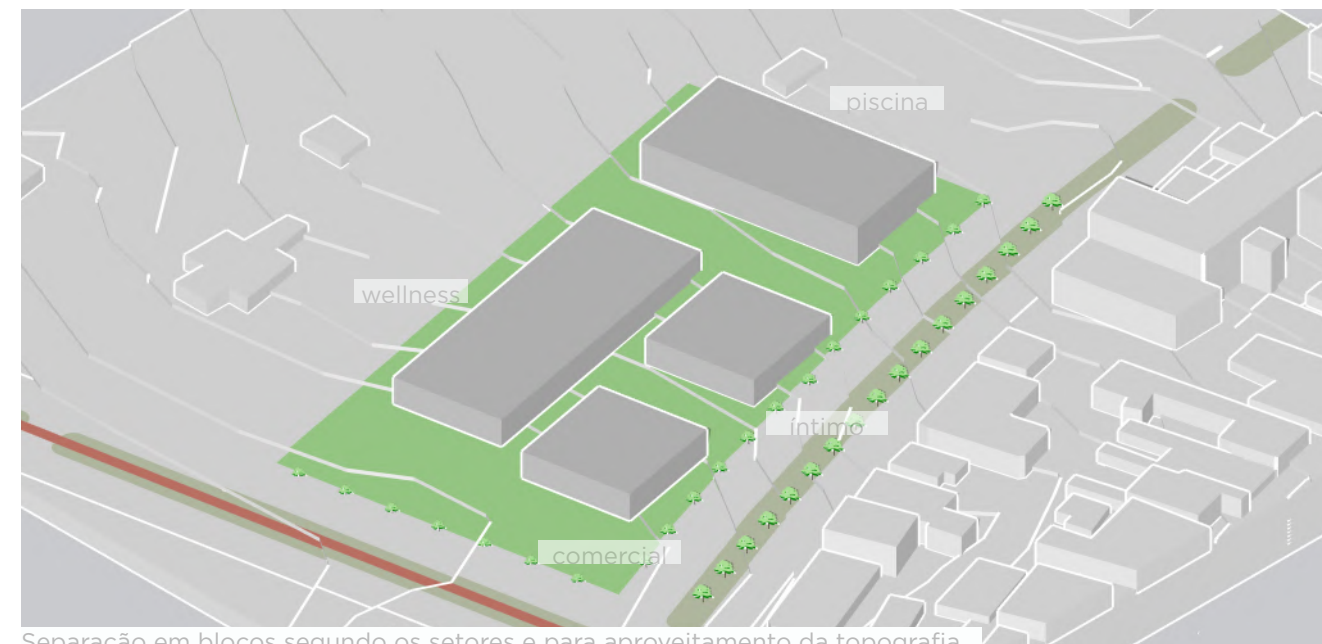 piscina
wellness
íntimo
comercial
Separação em blocos segundo os setores e para aproveitamento da topografia